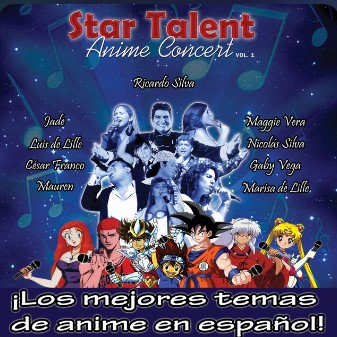 Star Talent
Anime Concert VOL. 1
Ricardo Silva
Jade
Luis de Lille
César Franco
Mauren
Maggie Vera
Nicolás Silva
Gaby Vega
Marisa de Lille,
¡Los mejores temas
de anime en español!